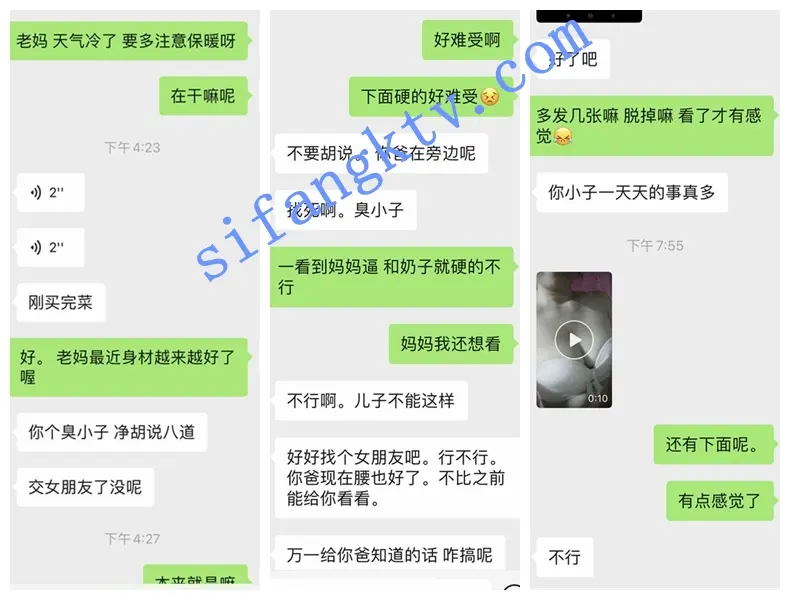 老妈 天气冷了 要多注意保暖呀
在干嘛呢
下午4:23
2''
2''
刚买完菜
好。 老妈最近身材越来越好了
喔
你个臭小子 净胡说八道
交女朋友了没呢
下午4:27
本来就是嘛
好难受啊
下面硬的好难受
不要胡说。你爸在旁边呢
找死啊。臭小子
一看到妈妈逼 和奶子就硬的不
行
妈妈我还想看
不行啊。儿子不能这样
好好找个女朋友吧。行不行。
你爸现在腰也好了。不比之前
能给你看看。
万一给你爸知道的话 咋搞呢
好了吧
多发几张嘛 脱掉嘛 看了才有感
觉
你小子一天天的事真多
下午7:55
0:10
还有下面呢。
有点感觉了
不行
sifangktv.com